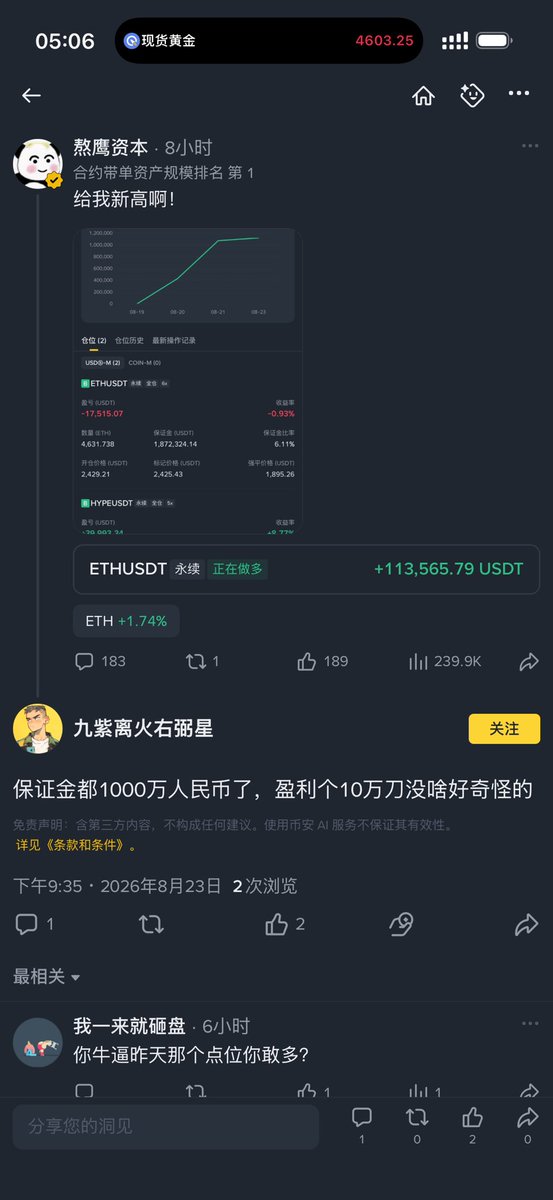 05:06
现货黄金
4603.25
熬鹰资本 · 8小时
合约带单资产规模排名 第 1
给我新高啊！
1,200,000
1,000,000
800,000
600,000
400,000
200,000
0
08-19 08-20 08-21 08-23
仓位 (2) 仓位历史 最新操作记录
USDⓈ-M (2) COIN-M (0)
B ETHUSDT 永续 全仓 6x
盈亏 (USDT) 收益率
-17,515.07 -0.93%
数量 (ETH) 保证金 (USDT) 保证金比率
4,631.738 1,872,324.14 6.11%
开仓价格 (USDT) 标记价格 (USDT) 强平价格 (USDT)
2,429.21 2,425.43 1,895.26
B HYPEUSDT 永续 全仓 5x
盈亏 (USDT) 收益率
+39,993.24 +8.77%
ETHUSDT 永续 正在做多 +113,565.79 USDT
ETH +1.74%
183 1 189 239.9K
九紫离火右弼星
关注
保证金都1000万人民币了，盈利个10万刀没啥好奇怪的
免责声明：含第三方内容，不构成任何建议。使用币安 AI 服务不保证其有效性。
详见《条款和条件》。
下午9:35 · 2026年8月23日 2次浏览
1 2
最相关
我一来就砸盘 · 6小时
你牛逼昨天那个点位你敢多?
1 1
分享您的洞见
1 0 2 0